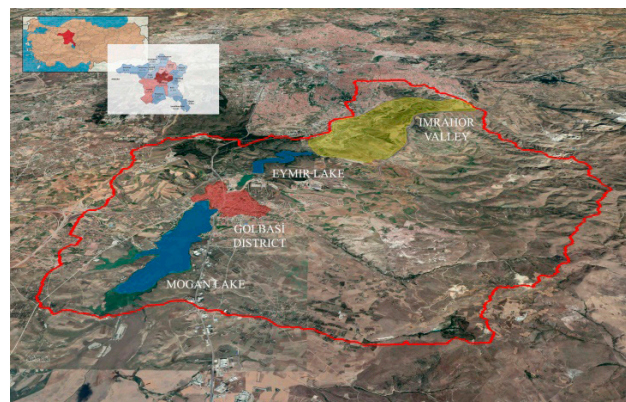 IMRAHOR
VALLEY
EYMIR LAKE
GOLBASİ
DISTRICT
MOGAN LAKE